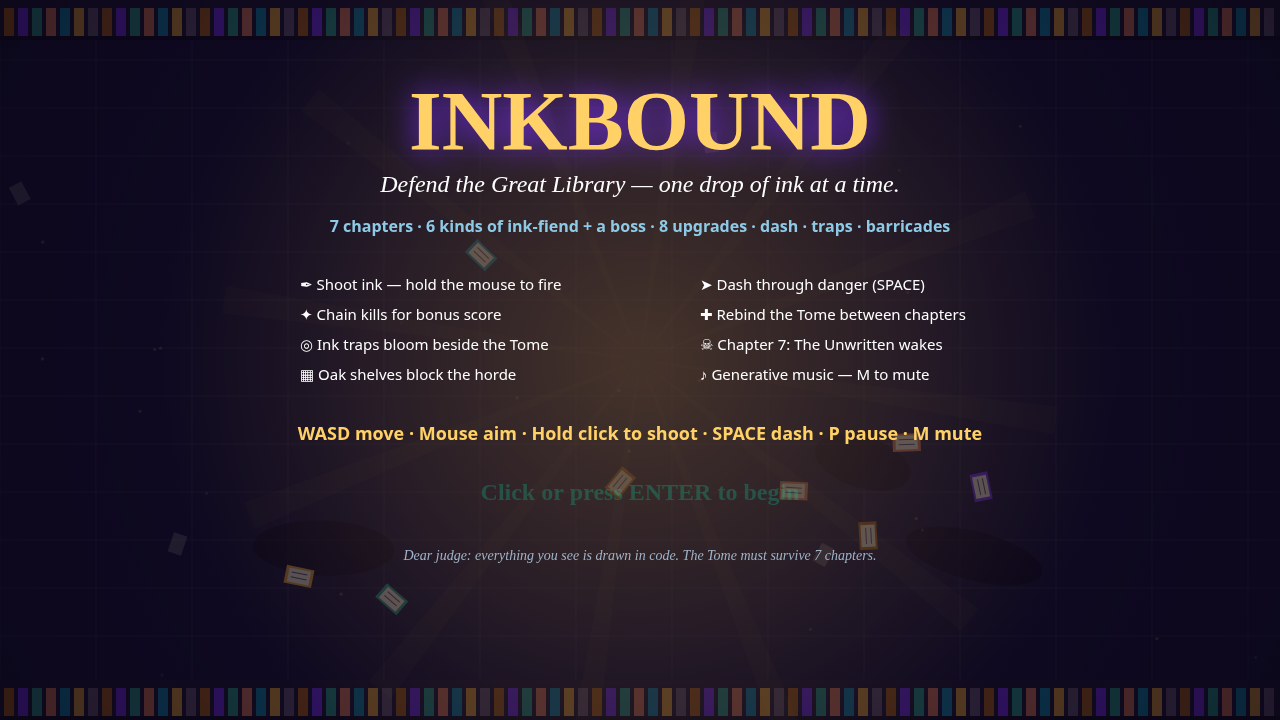 INKBOUND
Defend the Great Library — one drop of ink at a time.
7 chapters · 6 kinds of ink-fiend + a boss · 8 upgrades · dash · traps · barricades
✒ Shoot ink — hold the mouse to fire
➤ Dash through danger (SPACE)
✦ Chain kills for bonus score
✚ Rebind the Tome between chapters
◎ Ink traps bloom beside the Tome
☠ Chapter 7: The Unwritten wakes
▦ Oak shelves block the horde
♪ Generative music — M to mute
WASD move · Mouse aim · Hold click to shoot · SPACE dash · P pause · M mute
Click or press ENTER to begin
Dear judge: everything you see is drawn in code. The Tome must survive 7 chapters.